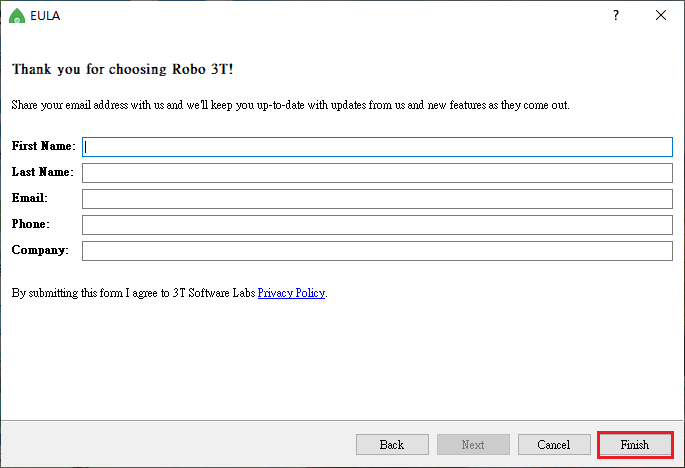 EULA
?
Thank you for choosing Robo 3T!
Share your email address with us and we'll keep you up-to-date with updates from us and new features as they come out.
First Name:
Last Name:
Email:
Phone:
Company:
By submitting this form I agree to 3T Software Labs Privacy Policy.
Back Next Cancel Finish